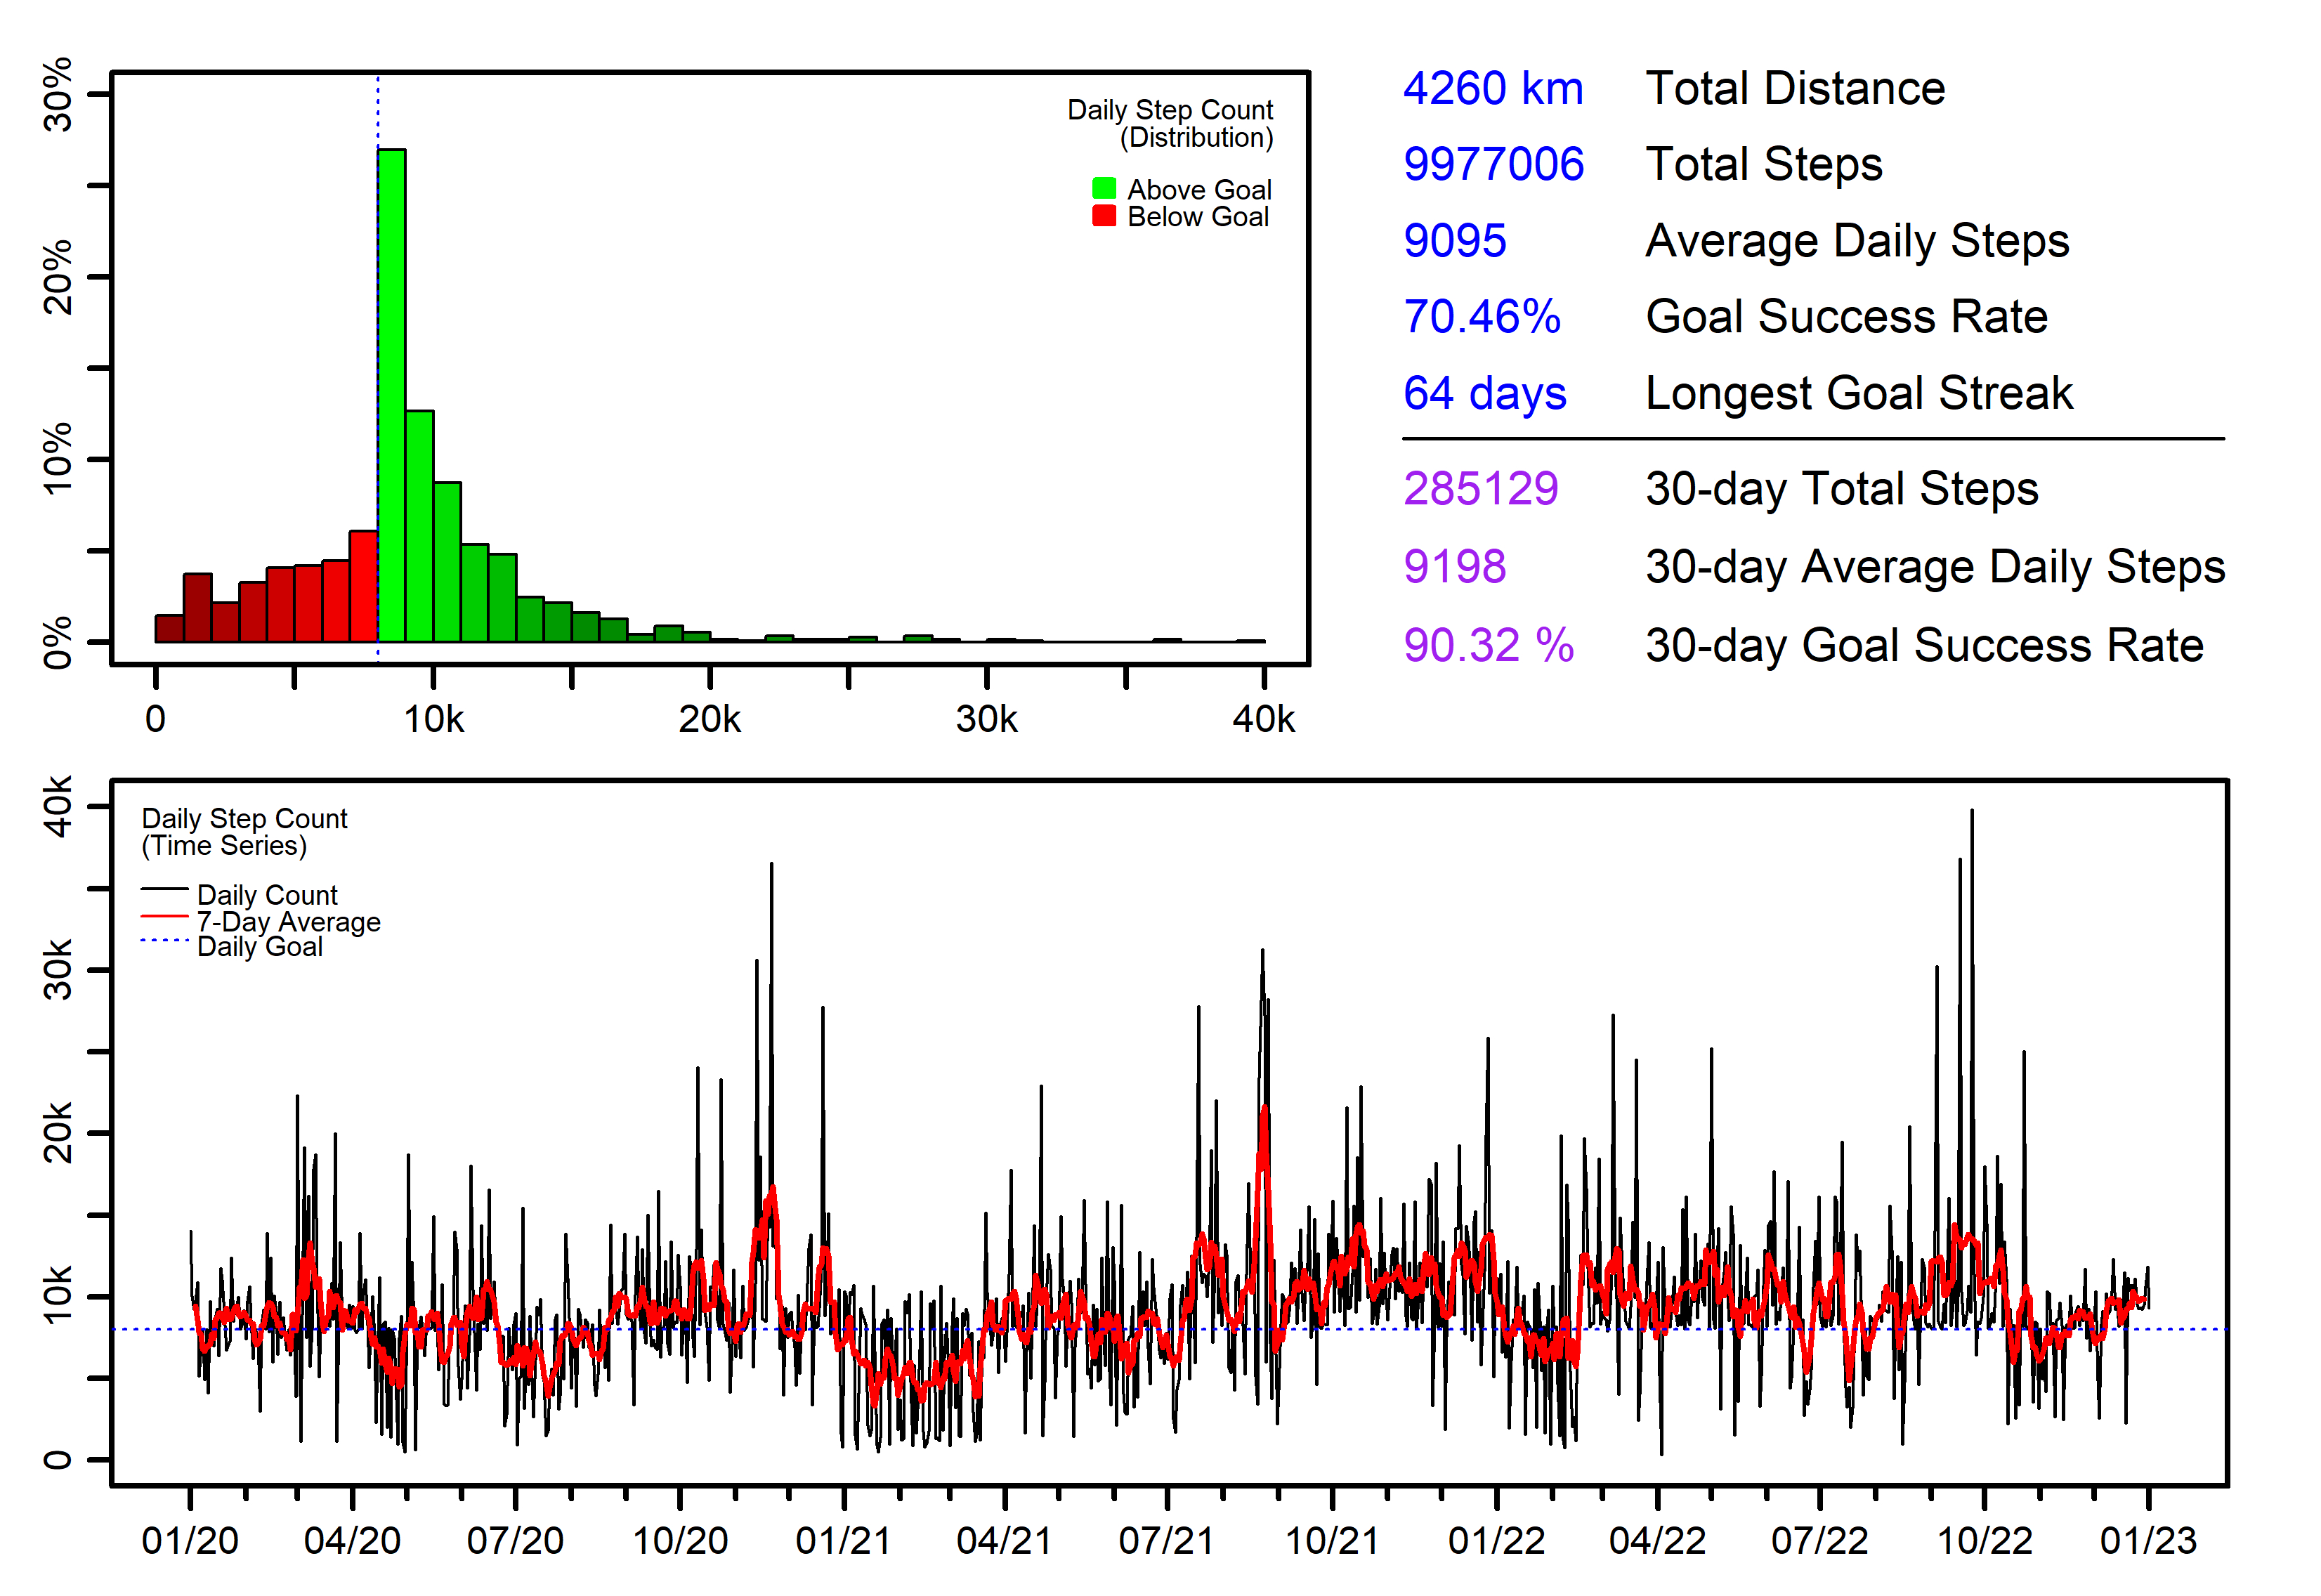 30%
20%
10%
0%
Daily Step Count
(Distribution)
Above Goal
Below Goal
0 10k 20k 30k 40k
4260 km Total Distance
9977006 Total Steps
9095 Average Daily Steps
70.46% Goal Success Rate
64 days Longest Goal Streak
285129 30-day Total Steps
9198 30-day Average Daily Steps
90.32 % 30-day Goal Success Rate
40k
30k
20k
10k
0
Daily Step Count
(Time Series)
Daily Count
7-Day Average
Daily Goal
01/20 04/20 07/20 10/20 01/21 04/21 07/21 10/21 01/22 04/22 07/22 10/22 01/23